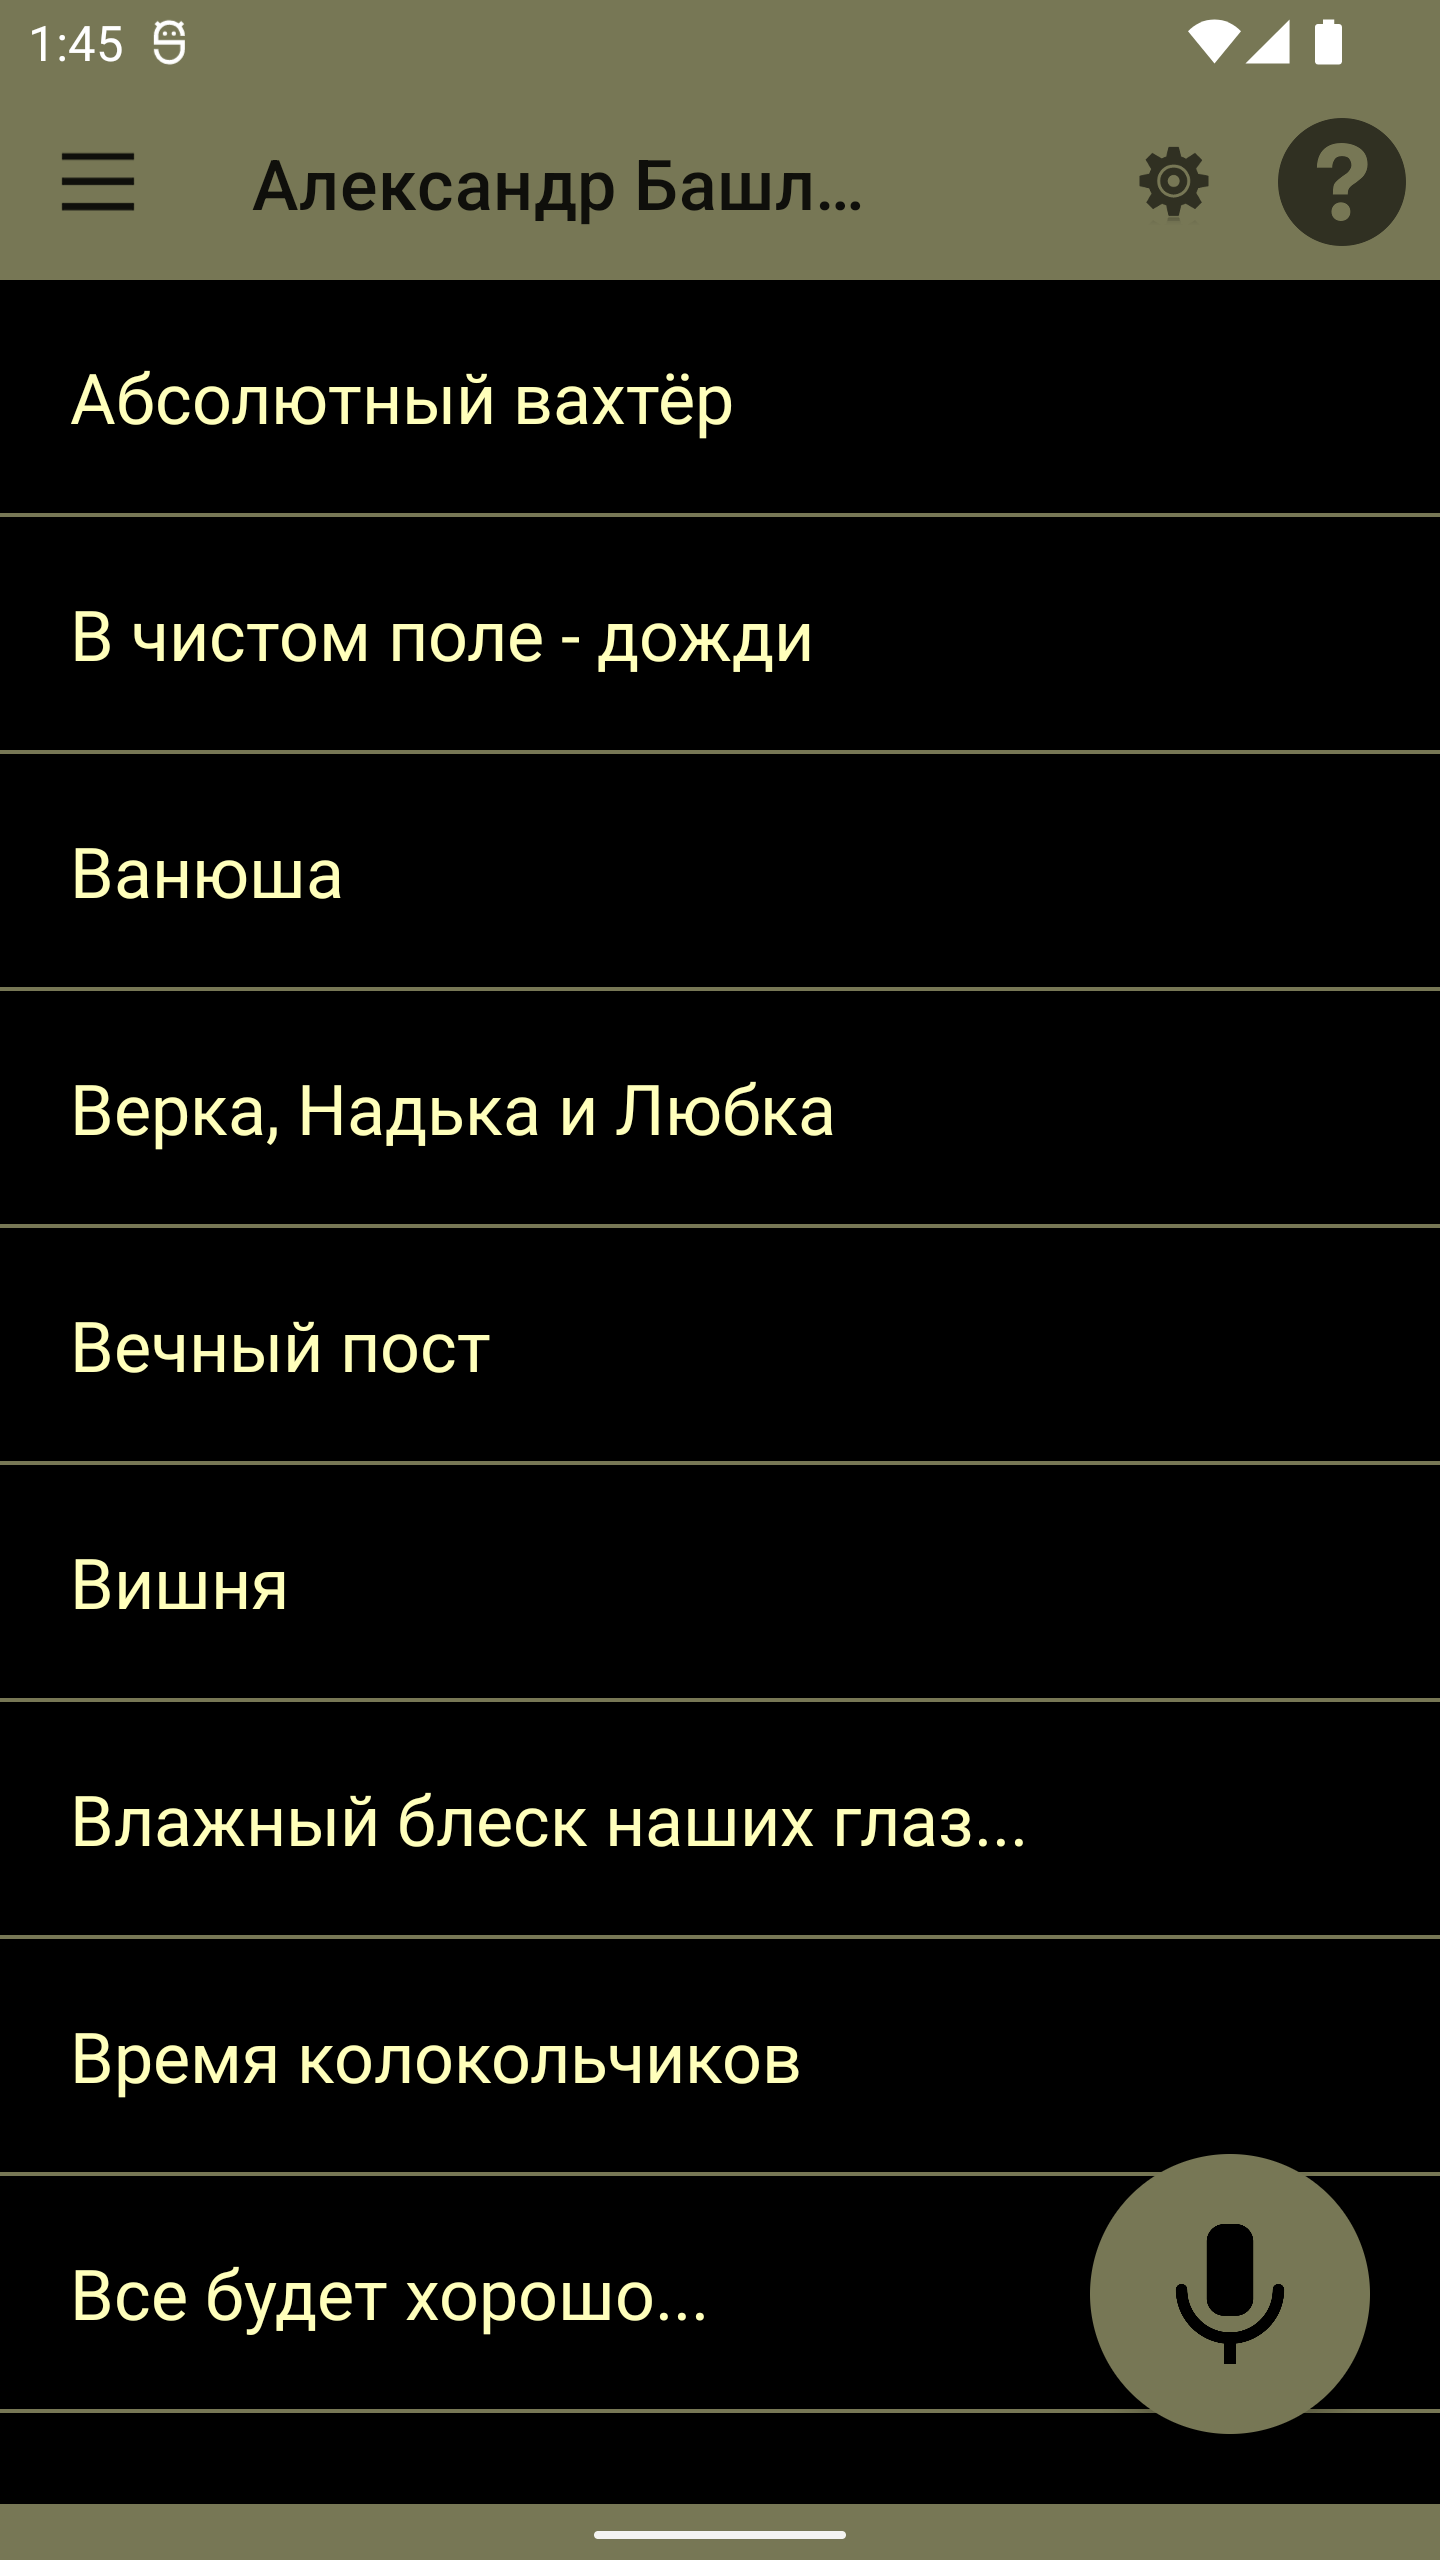 1:45
Александр Башл...
Абсолютный вахтёр
В чистом поле - дожди
Ванюша
Верка, Надька и Любка
Вечный пост
Вишня
Влажный блеск наших глаз...
Время колокольчиков
Все будет хорошо...